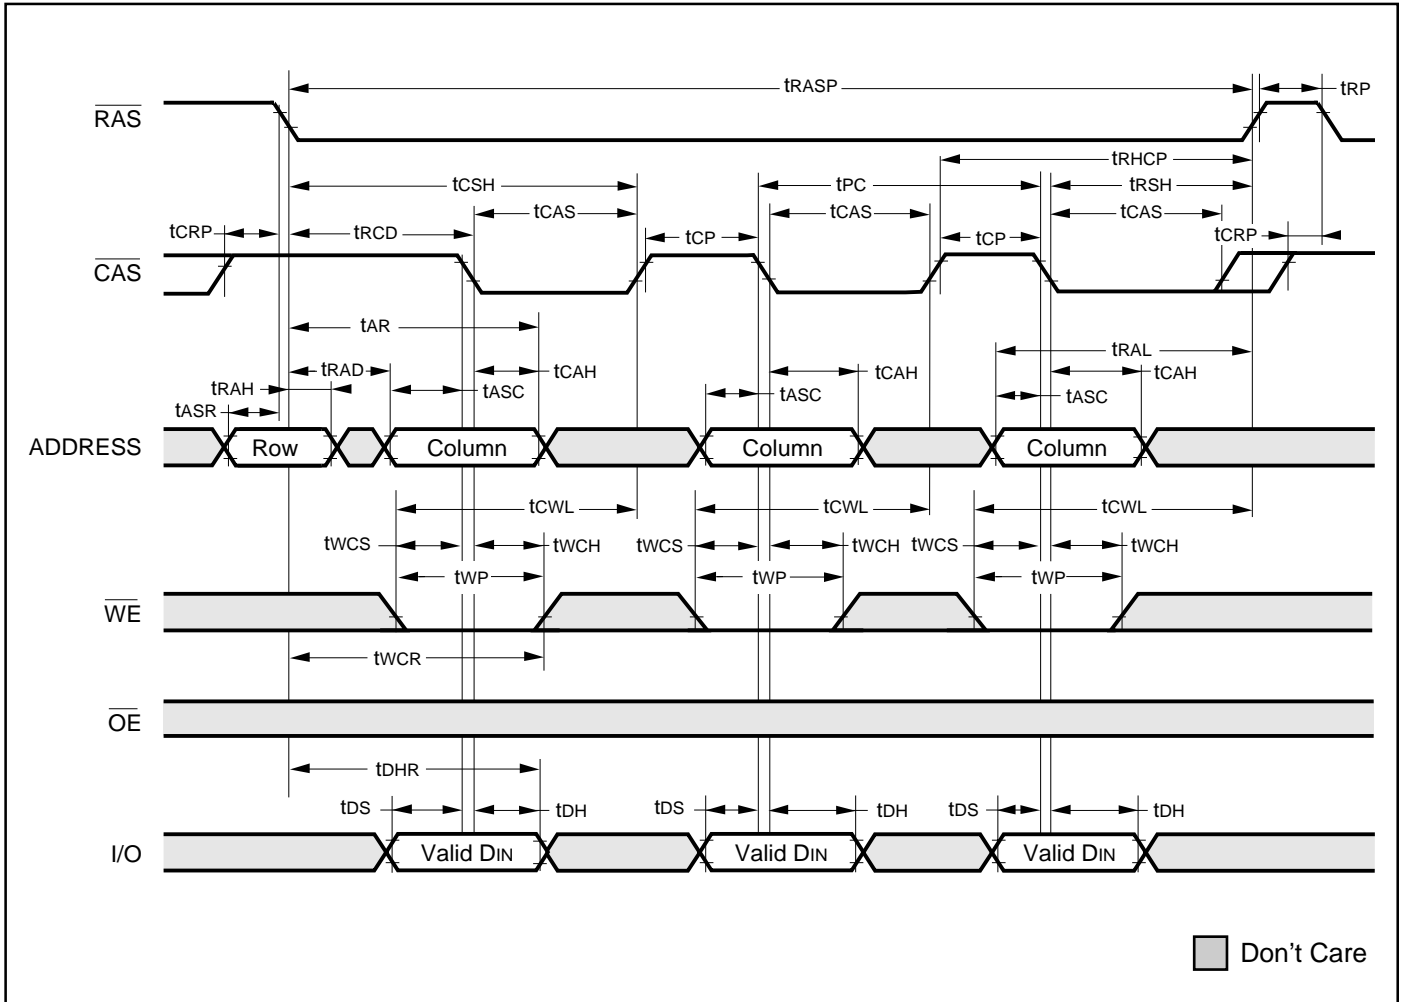 tRASP
tRP
RAS
tRHCP
tCSH
tPC
tRSH
tCAS
tCAS
tCAS
tCRP
tRCD
tCP
tCP
tCRP
CAS
tAR
tRAL
tRAD
tRAH
tCAH
tCAH
tCAH
tASC
tASC
tASC
tASR
ADDRESS
Row
Column
Column
Column
tCWL
tCWL
tCWL
tWCS
tWCH
tWCS
tWCH
tWCS
tWCH
tWP
tWP
tWP
WE
tWCR
OE
tDHR
tDS
tDH
tDS
tDH
tDS
tDH
I/O
Valid DIN
Valid DIN
Valid DIN
Don't Care